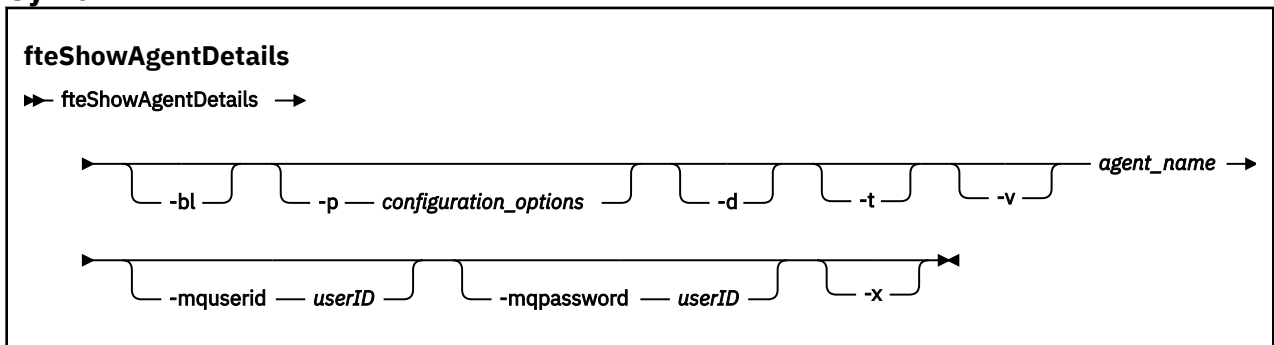 fteShowAgentDetails
fteShowAgentDetails
agent_name
-bl -p configuration_options -d -t -v
-mquserid userID -mqpassword userID -x